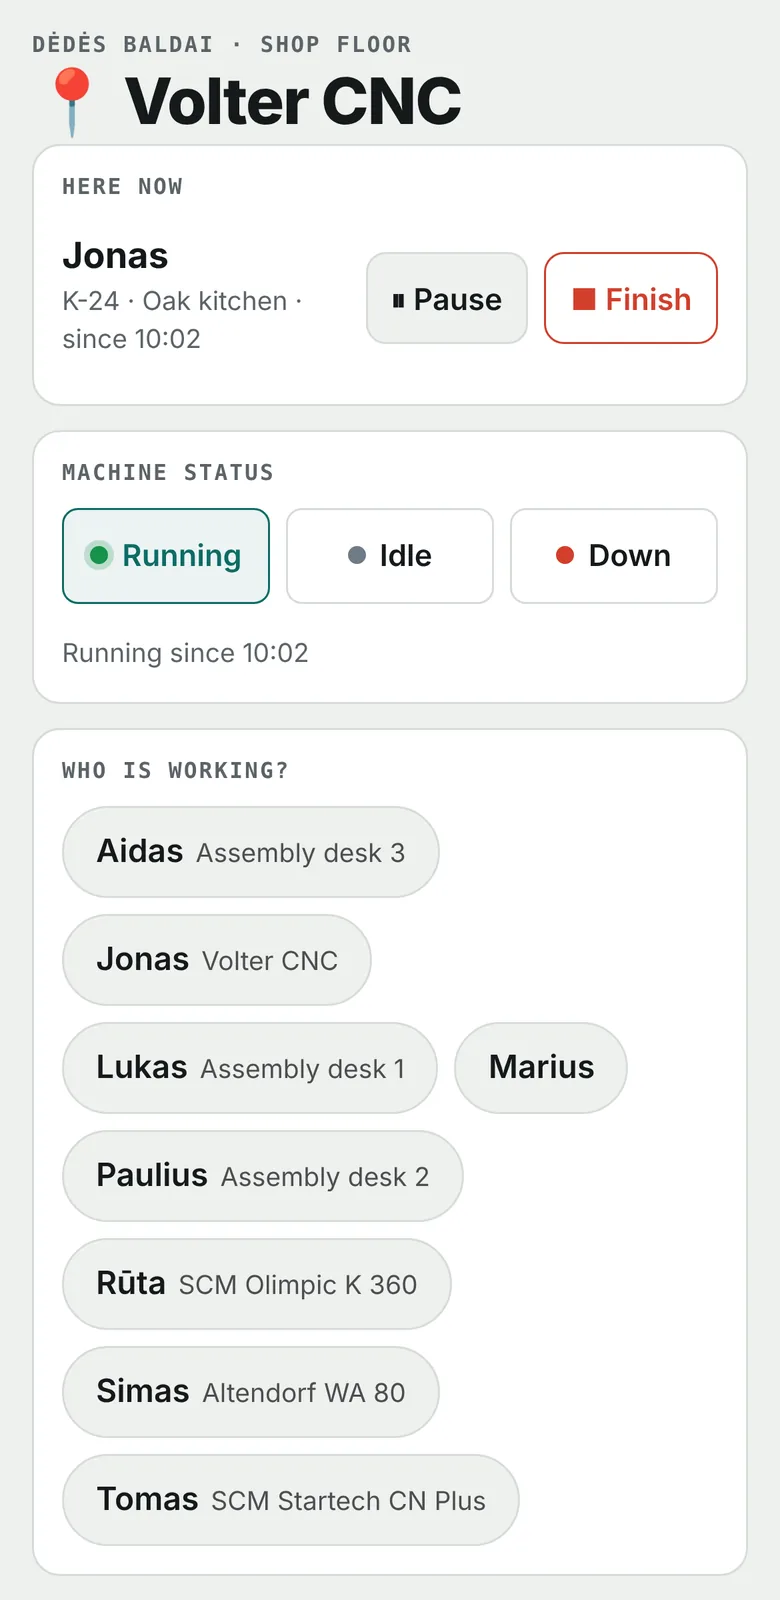 DĖDĖS BALDAI · SHOP FLOOR
📍 Volter CNC
HERE NOW
Jonas
K-24 · Oak kitchen ·
since 10:02
⏸ Pause
■ Finish
MACHINE STATUS
Running
Idle
Down
Running since 10:02
WHO IS WORKING?
Aidas Assembly desk 3
Jonas Volter CNC
Lukas Assembly desk 1
Marius
Paulius Assembly desk 2
Rūta SCM Olimpic K 360
Simas Altendorf WA 80
Tomas SCM Startech CN Plus